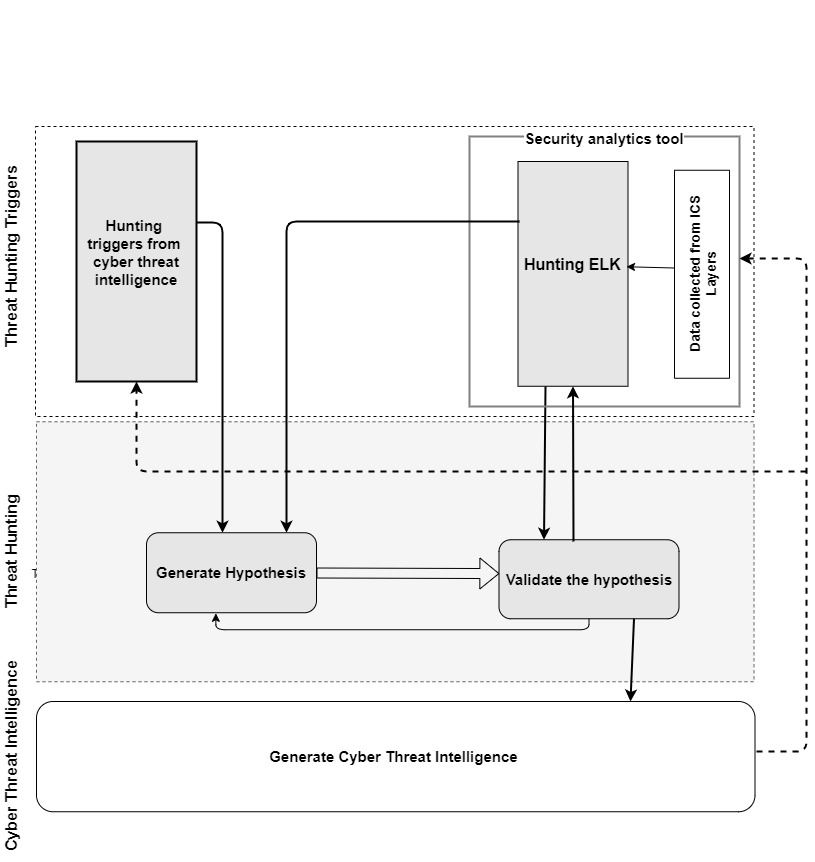 Security analytics tool
Threat Hunting Triggers
Hunting
triggers from
cyber threat
intelligence
Hunting ELK
Data collected from ICS
Layers
Threat Hunting
T
Generate Hypothesis
Validate the hypothesis
Cyber Threat Intelligence
Generate Cyber Threat Intelligence